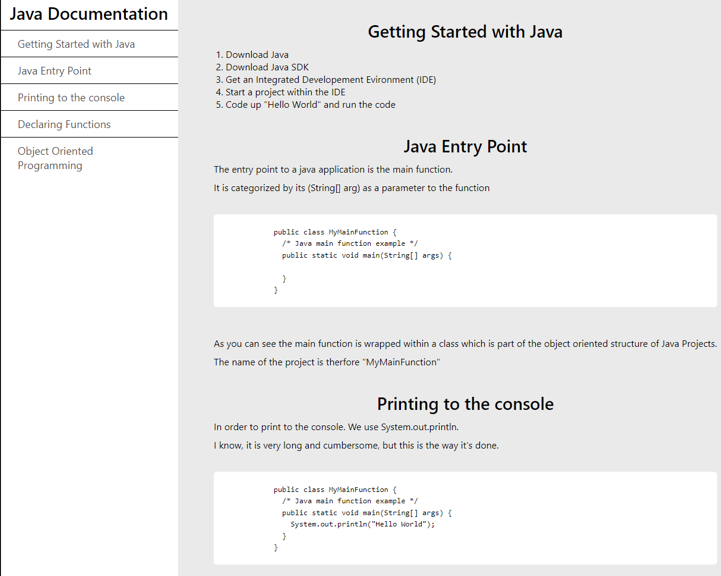 Java Documentation
Getting Started with Java
Java Entry Point
Printing to the console
Declaring Functions
Object Oriented
Programming
Getting Started with Java
1. Download Java
2. Download Java SDK
3. Get an Integrated Developement Evironment (IDE)
4. Start a project within the IDE
5. Code up "Hello World" and run the code
Java Entry Point
The entry point to a java application is the main function.
It is categorized by its (String[] arg) as a parameter to the function
public class MyMainFunction {
/* Java main function example */
public static void main(String[] args) {
}
}
As you can see the main function is wrapped within a class which is part of the object oriented structure of Java Projects.
The name of the project is therfore "MyMainFunction"
Printing to the console
In order to print to the console. We use System.out.println.
I know, it is very long and cumbersome, but this is the way it's done.
public class MyMainFunction {
/* Java main function example */
public static void main(String[] args) {
System.out.println("Hello World");
}
}